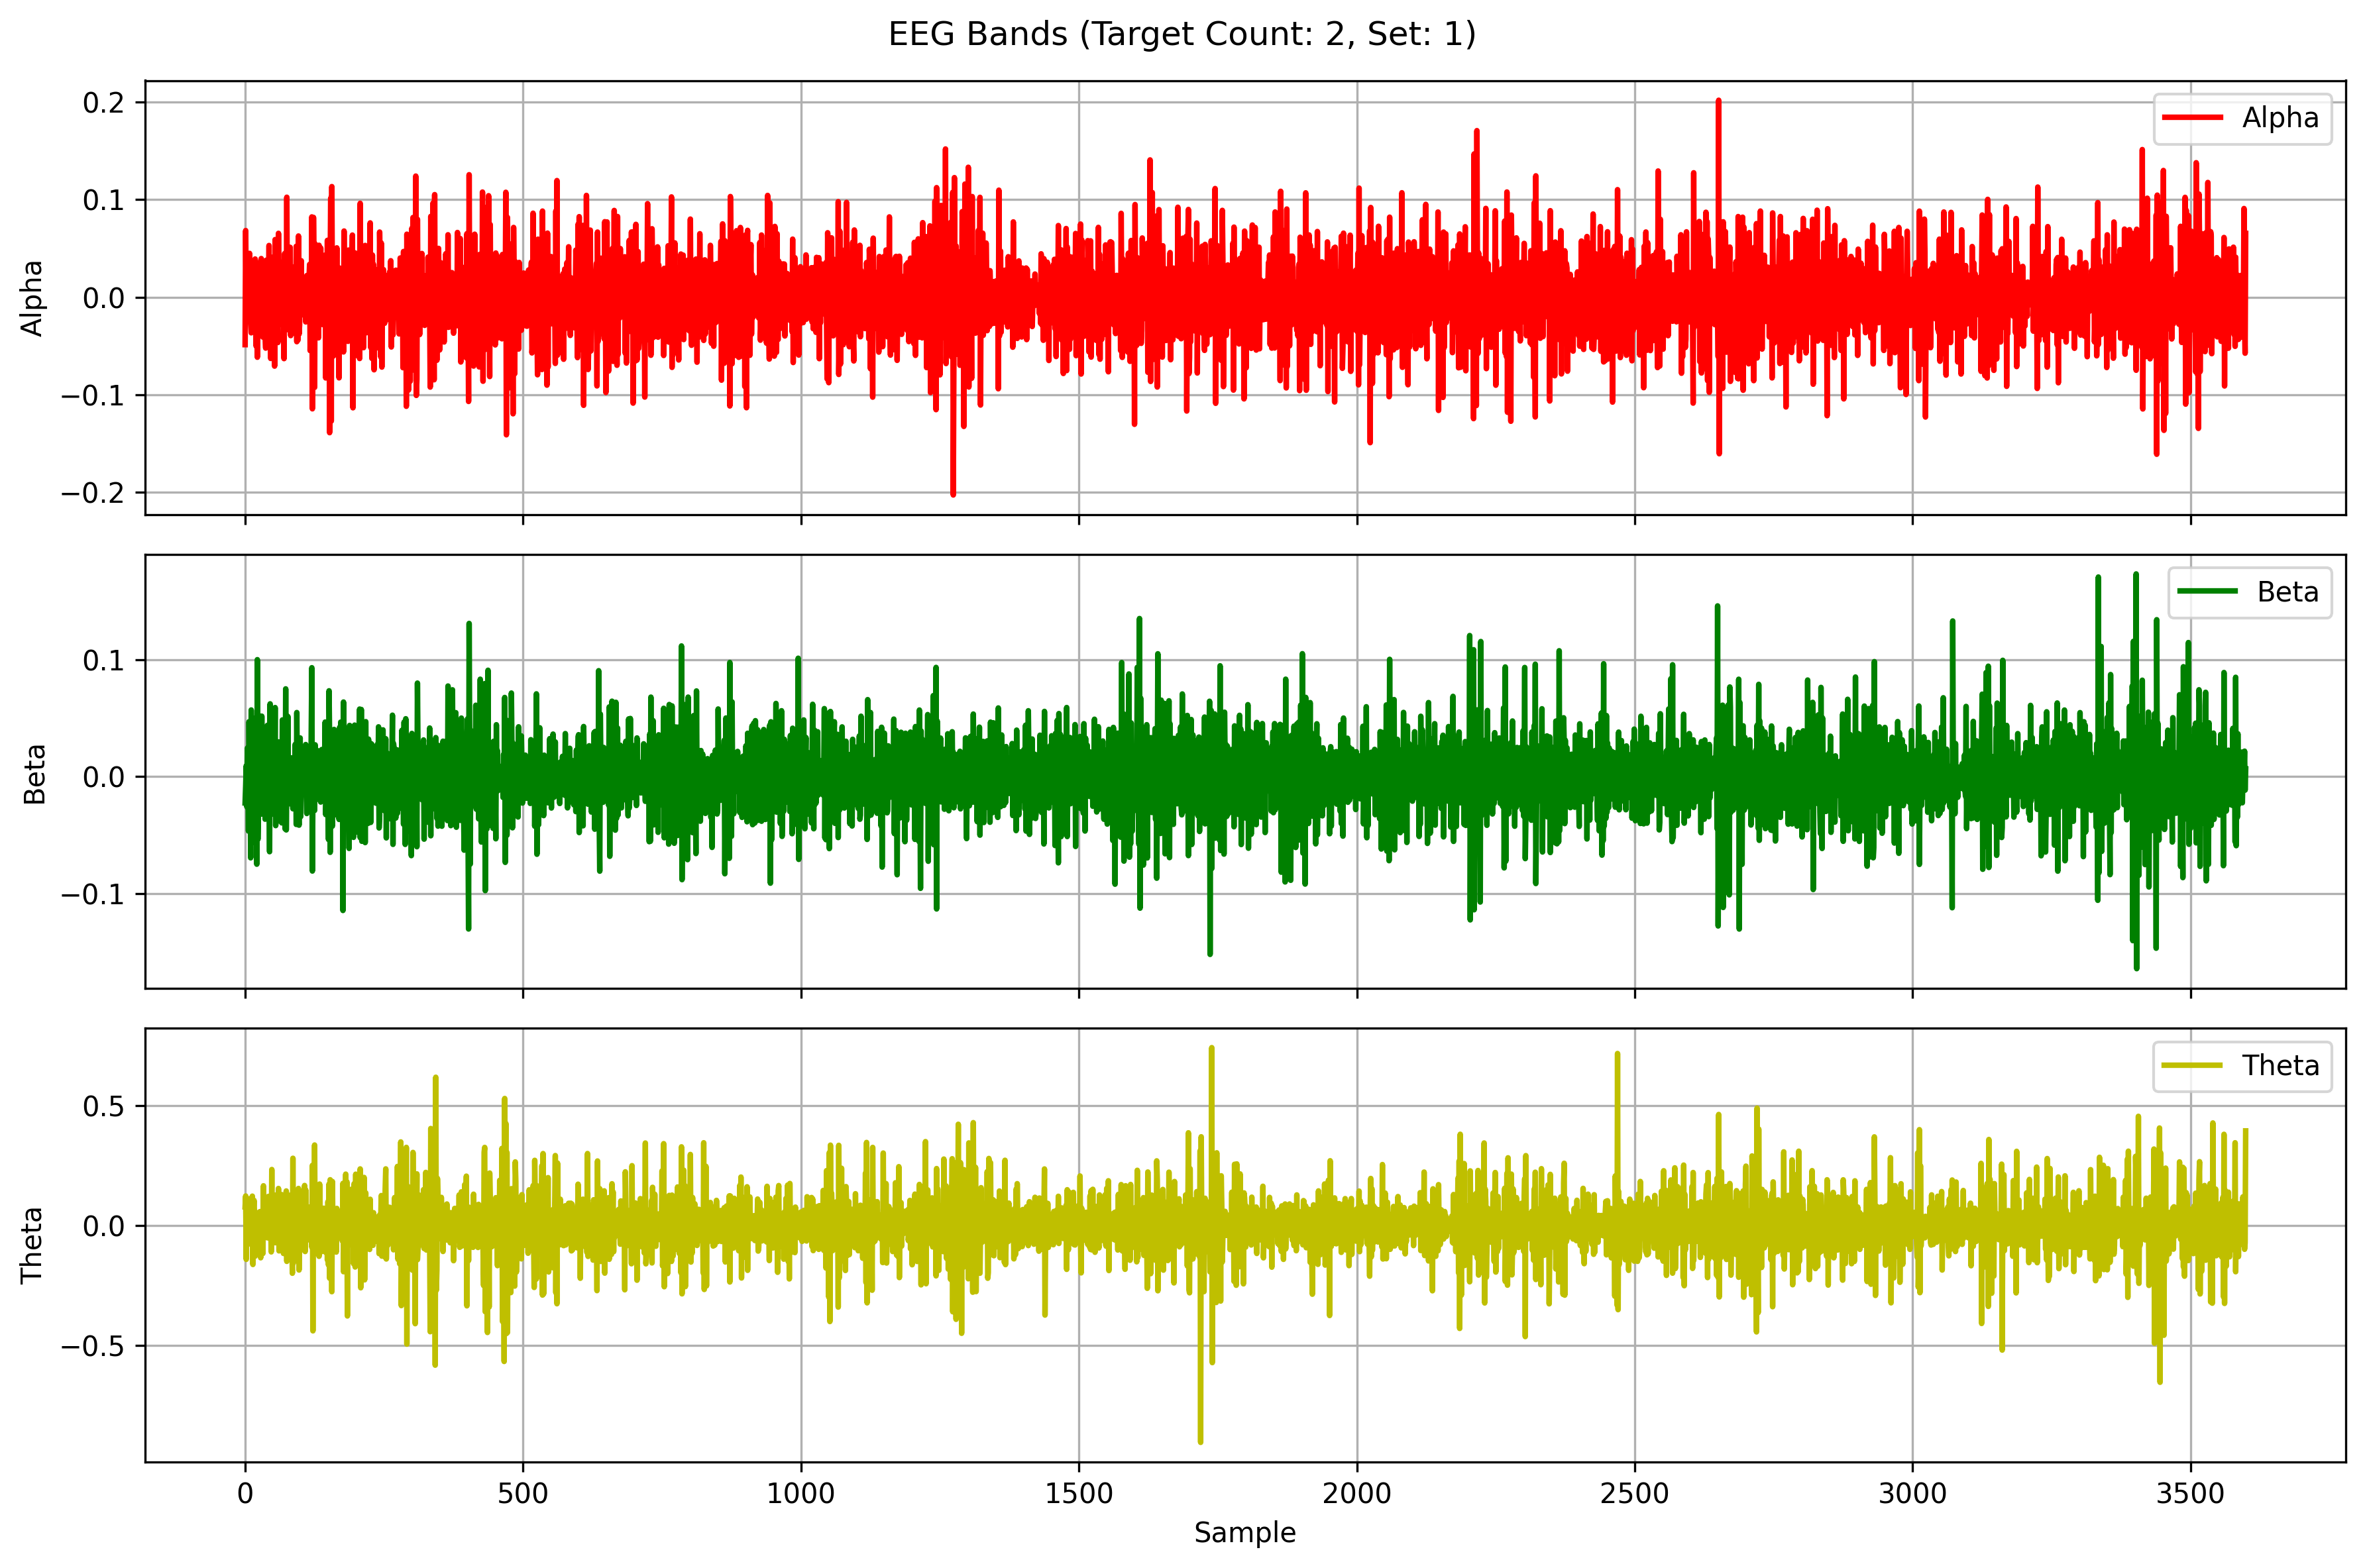 EEG Bands (Target Count: 2, Set: 1)
0.2
0.1
0.0
−0.1
−0.2
Alpha
Alpha
0.1
0.0
−0.1
Beta
Beta
0.5
0.0
−0.5
Theta
Theta
0 500 1000 1500 2000 2500 3000 3500
Sample